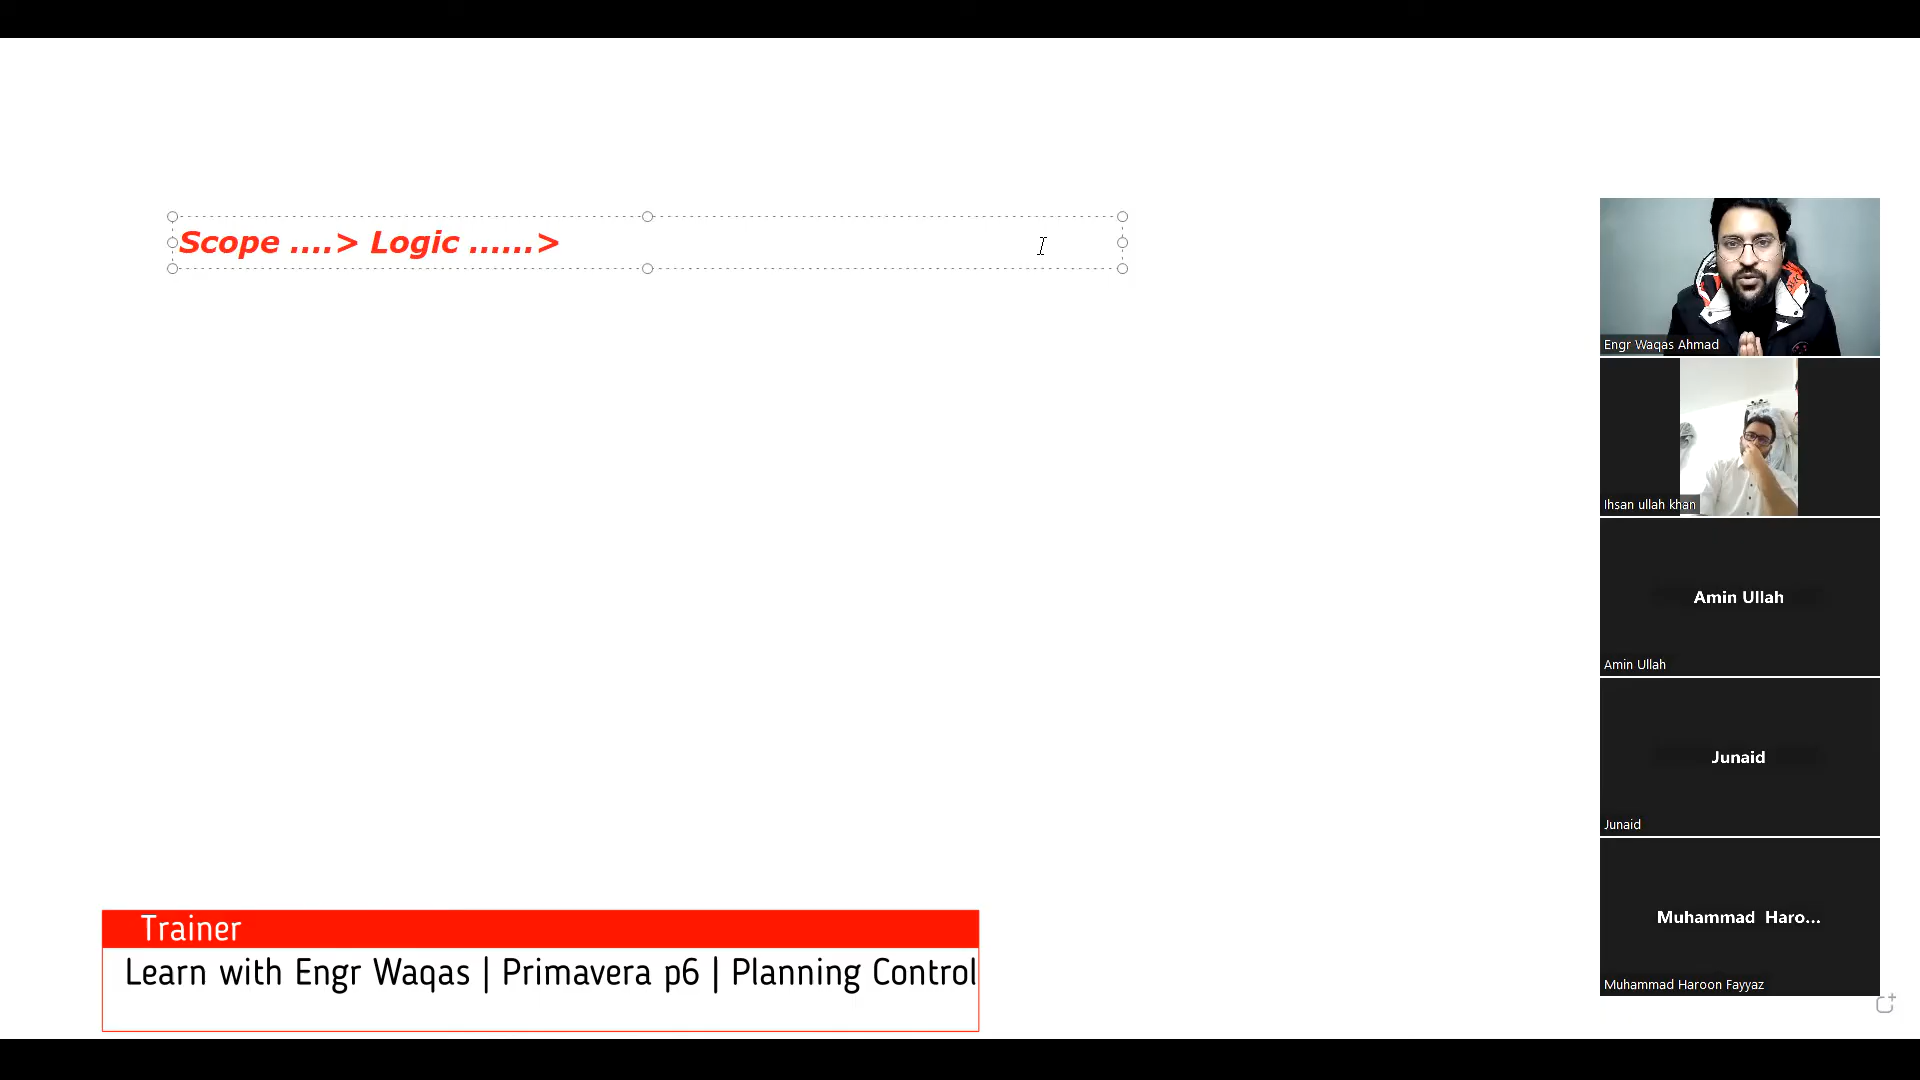 Scope ....> Logic ......>
Engr Waqas Ahmad
Ihsan ullah khan
Amin Ullah
Amin Ullah
Junaid
Junaid
Muhammad Haro...
Muhammad Haroon Fayyaz
Trainer
Learn with Engr Waqas | Primavera p6 | Planning Control